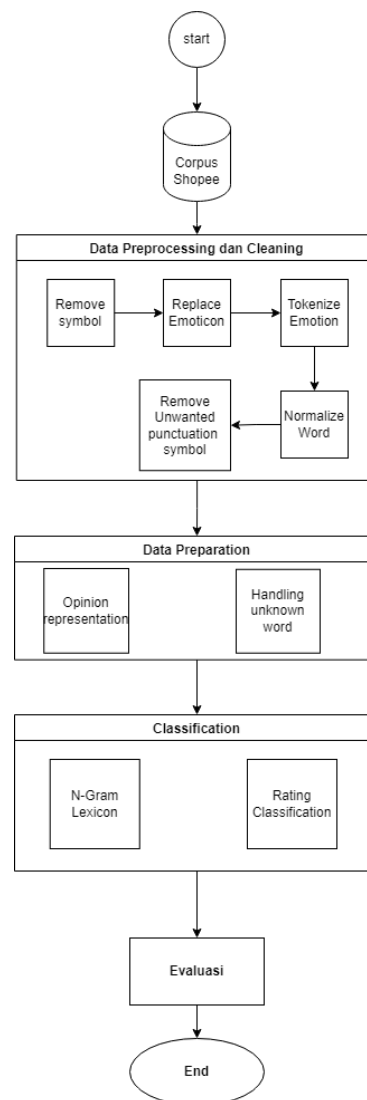 start
Corpus
Shopee
Data Preprocessing dan Cleaning
Remove
symbol
Replace
Emoticon
Tokenize
Emotion
Remove
Unwanted
punctuation
symbol
Normalize
Word
Data Preparation
Opinion
representation
Handling
unknown
word
Classification
N-Gram
Lexicon
Rating
Classification
Evaluasi
End